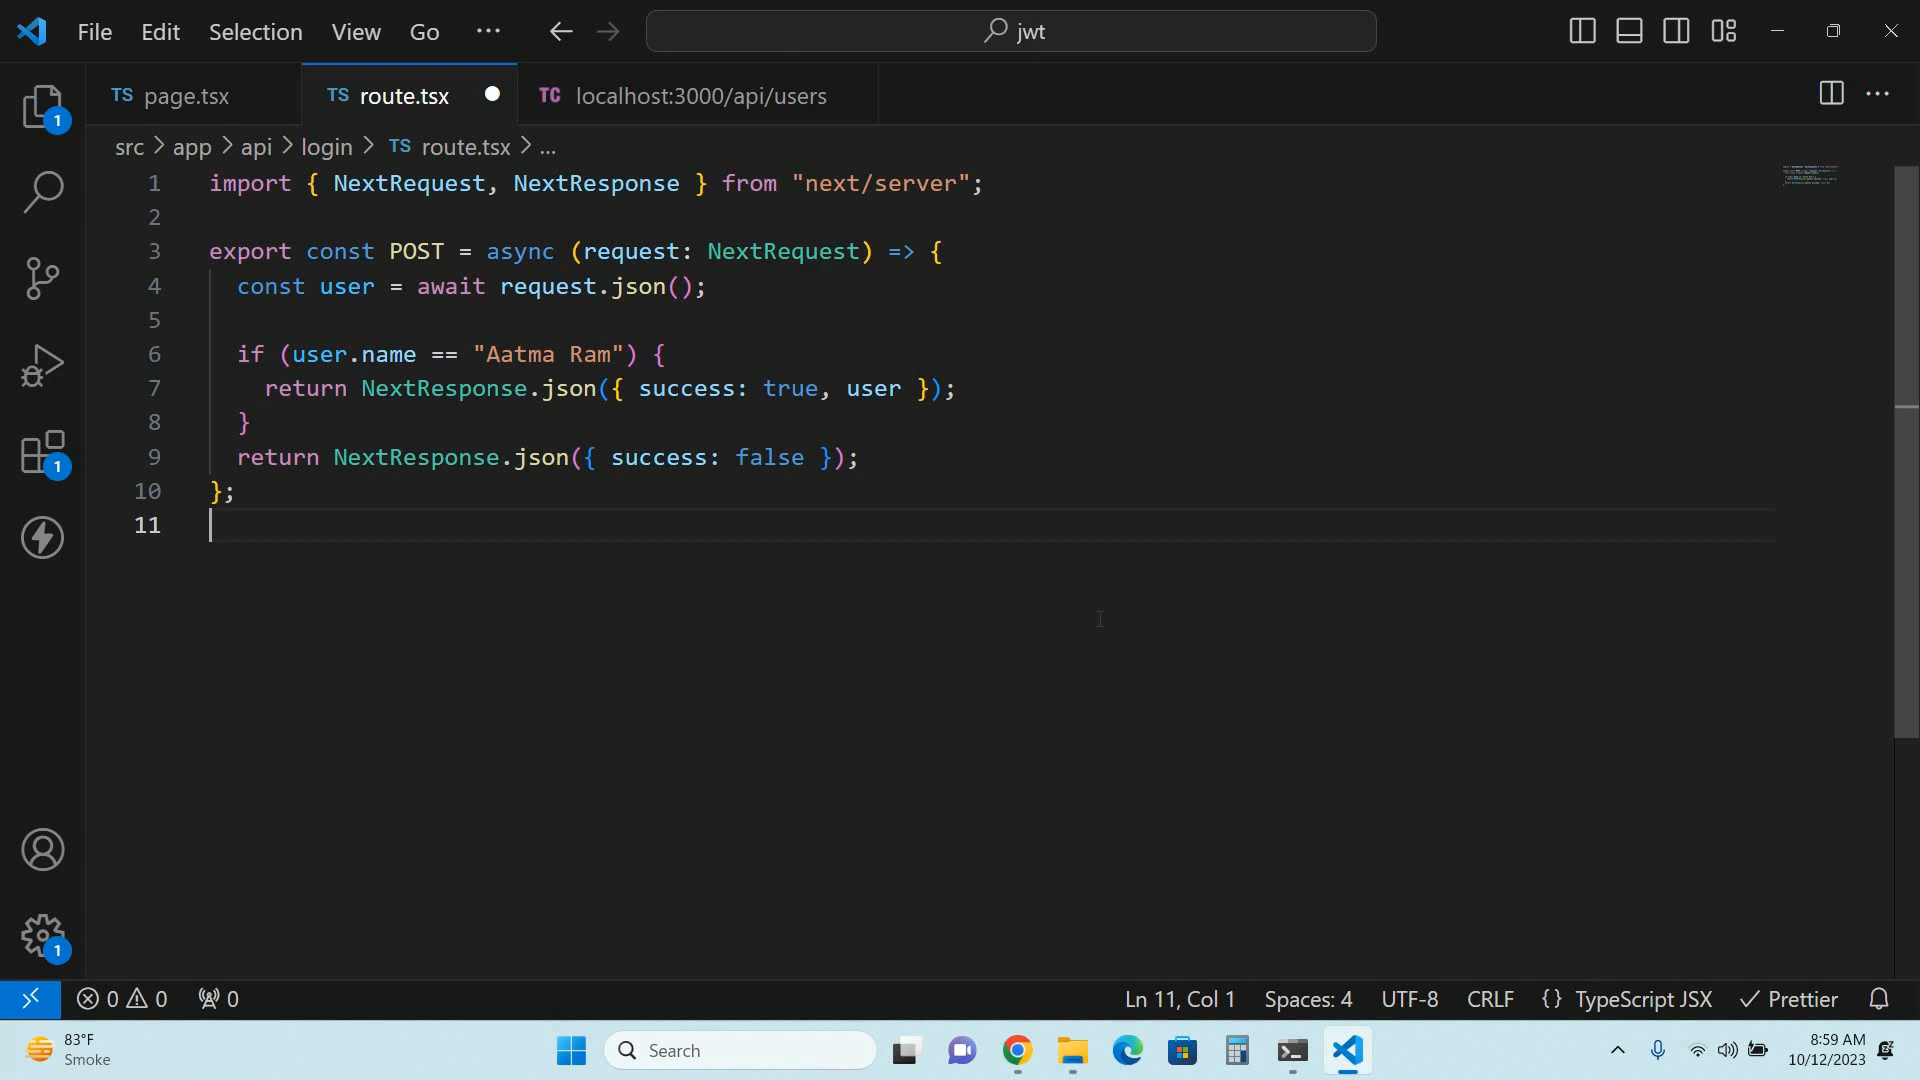 File Edit Selection View Go ··· jwt
TS page.tsx TS route.tsx TC localhost:3000/api/users
src > app > api > login > TS route.tsx > ...
1 import { NextRequest, NextResponse } from "next/server";
2
3 export const POST = async (request: NextRequest) => {
4 const user = await request.json();
5
6 if (user.name == "Aatma Ram") {
7 return NextResponse.json({ success: true, user });
8 }
9 return NextResponse.json({ success: false });
10 };
11
1
1
1
0 0 0 Ln 11, Col 1 Spaces: 4 UTF-8 CRLF {} TypeScript JSX Prettier
83°F
Smoke
Search
8:59 AM
10/12/2023